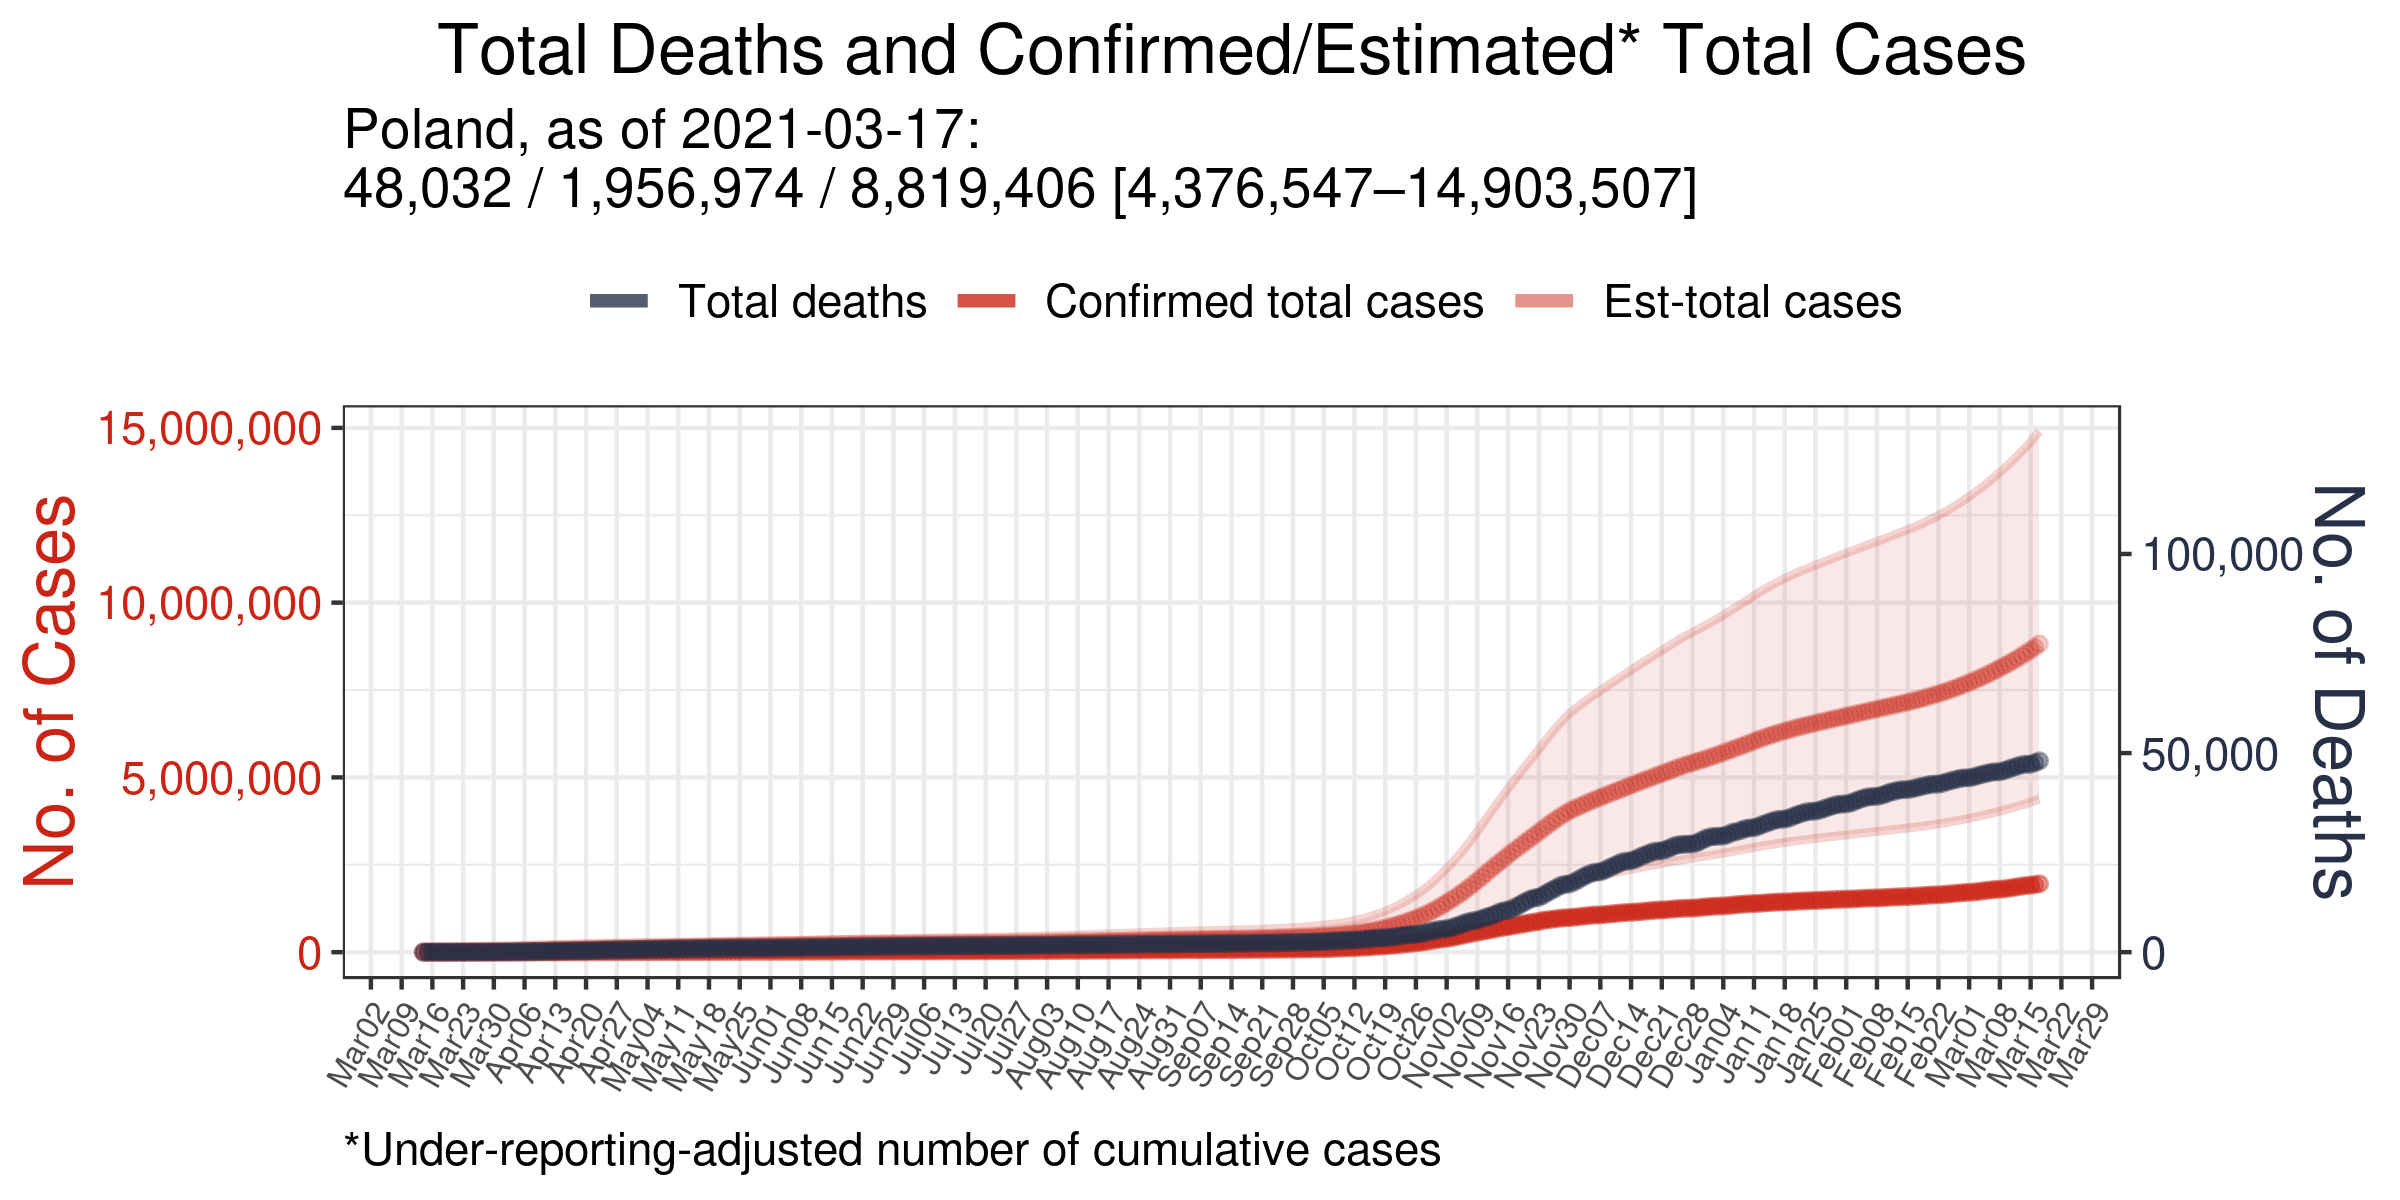 Total Deaths and Confirmed/Estimated* Total Cases
Poland, as of 2021-03-17:
48,032 / 1,956,974 / 8,819,406 [4,376,547–14,903,507]
Total deaths
Confirmed total cases
Est-total cases
No. of Cases
15,000,000
10,000,000
5,000,000
0
100,000
50,000
0
No. of Deaths
Mar02
Mar09
Mar16
Mar23
Mar30
Apr06
Apr13
Apr20
Apr27
May04
May11
May18
May25
Jun01
Jun08
Jun15
Jun22
Jun29
Jul06
Jul13
Jul20
Jul27
Aug03
Aug10
Aug17
Aug24
Aug31
Sep07
Sep14
Sep21
Sep28
Oct05
Oct12
Oct19
Oct26
Nov02
Nov09
Nov16
Nov23
Nov30
Dec07
Dec14
Dec21
Dec28
Jan04
Jan11
Jan18
Jan25
Feb01
Feb08
Feb15
Feb22
Mar01
Mar08
Mar15
Mar22
Mar29
*Under-reporting-adjusted number of cumulative cases